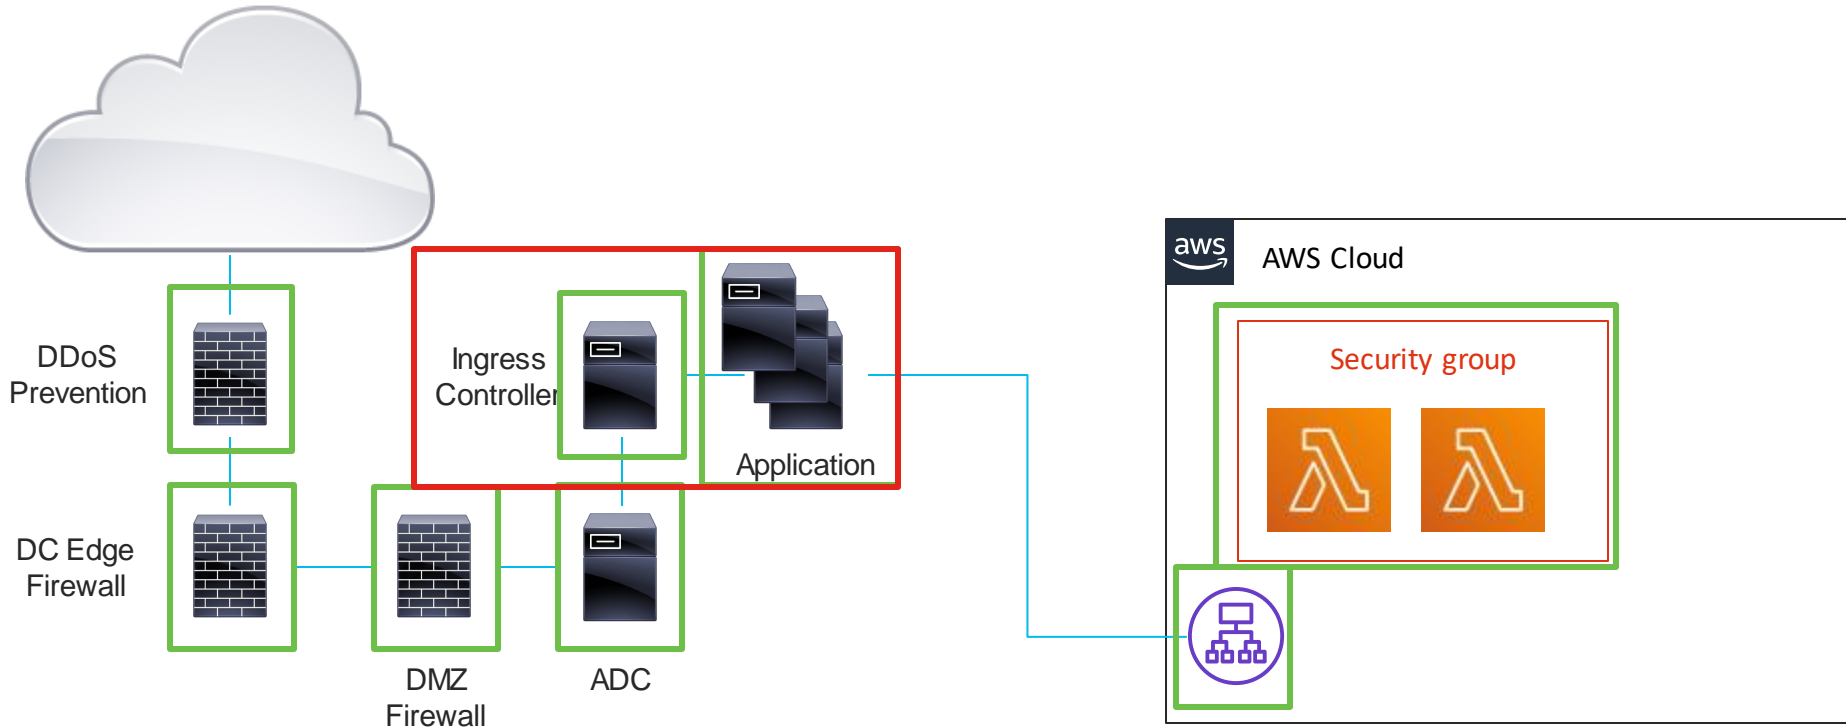 DDoS
Prevention
DC Edge
Firewall
DMZ
Firewall
ADC
Ingress
Controller
Application
aws
AWS Cloud
Security group